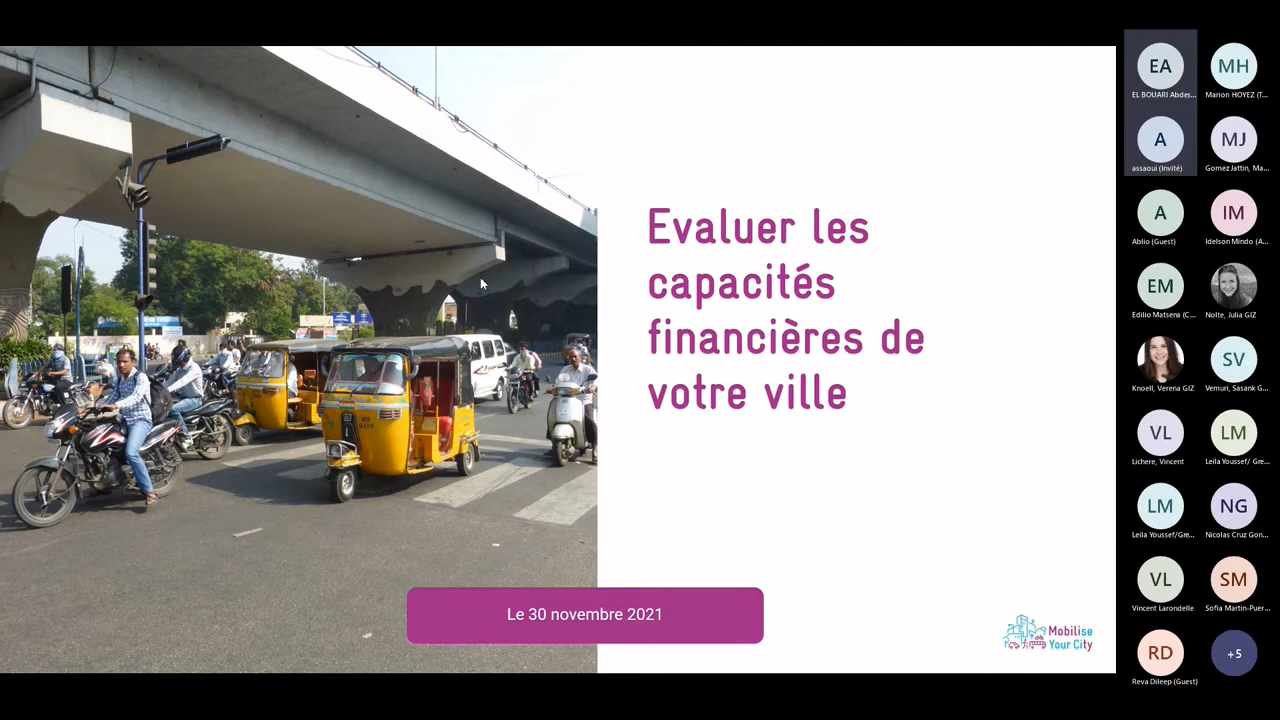 Evaluer les
capacités
financières de
votre ville
Le 30 novembre 2021
Mobilise
Your City
EA
EL BOUARI Abdes...
MH
Marion HOYEZ (T...
A
assaoui (Invité)
MJ
Gomez Jattin, Ma...
A
Ablio (Guest)
IM
Idelson Mindo (A...
EM
Edilio Matsena (C...
Nolte, Julia GIZ
Knoell, Verena GIZ
SV
Vemuri, Sasank G...
VL
Lichere, Vincent
LM
Leila Youssef/ Gre...
LM
Leila Youssef/Gre...
NG
Nicolas Cruz Gon...
VL
Vincent Larondelle
SM
Sofia Martin-Puer...
RD
Reva Dileep (Guest)
+5